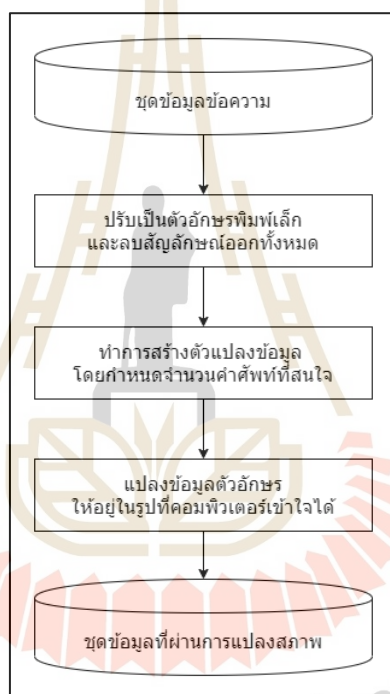 ชุดข้อมูลข้อความ
ปรับเป็นตัวอักษรพิมพ์เล็ก
และลบสัญลักษณ์ออกทั้งหมด
ทำการสร้างตัวแปลงข้อมูล
โดยกำหนดจำนวนคำศัพท์ที่สนใจ
แปลงข้อมูลตัวอักษร
ให้อยู่ในรูปที่คอมพิวเตอร์เข้าใจได้
ชุดข้อมูลที่ผ่านการแปลงสภาพ